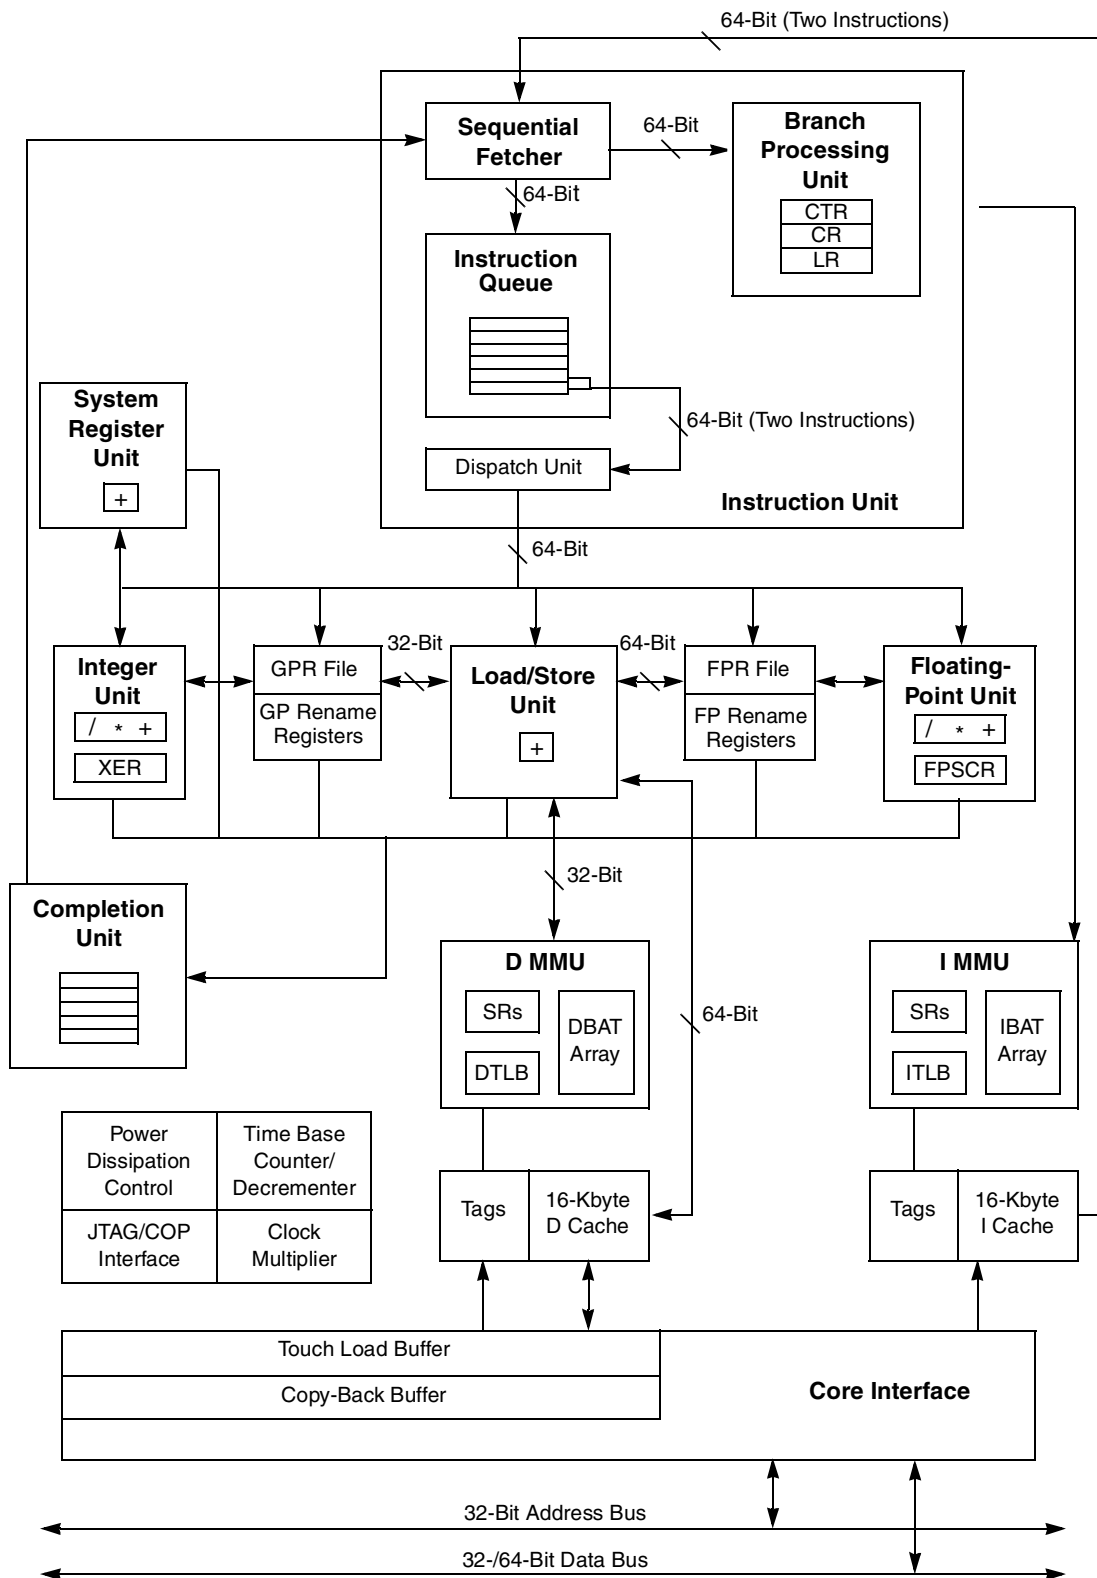 64-Bit (Two Instructions)
Sequential
Fetcher
64-Bit
Branch
Processing
Unit
CTR
CR
LR
64-Bit
Instruction
Queue
System
Register
Unit
+
64-Bit (Two Instructions)
Dispatch Unit
Instruction Unit
64-Bit
Integer
Unit
/ * +
XER
GPR File
GP Rename
Registers
32-Bit
Load/Store
Unit
+
64-Bit
FPR File
FP Rename
Registers
Floating-
Point Unit
/ * +
FPSCR
32-Bit
Completion
Unit
D MMU
SRs
DTLB
DBAT
Array
64-Bit
I MMU
SRs
ITLB
IBAT
Array
Power
Dissipation
Control
Time Base
Counter/
Decrementer
JTAG/COP
Interface
Clock
Multiplier
Tags
16-Kbyte
D Cache
Tags
16-Kbyte
I Cache
Touch Load Buffer
Copy-Back Buffer
Core Interface
32-Bit Address Bus
32-/64-Bit Data Bus